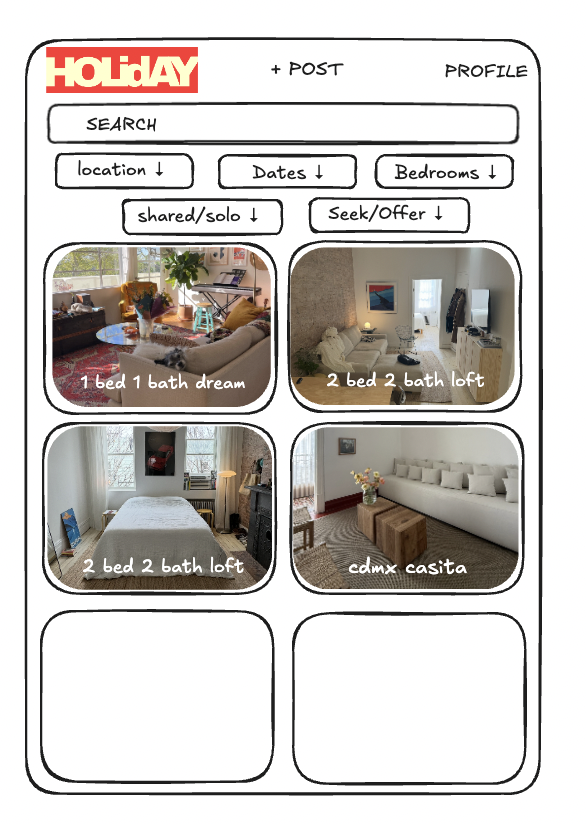 HOLidAY
+ POST
PROFILE
SEARCH
location ↓
Dates ↓
Bedrooms ↓
shared/solo ↓
Seek/Offer ↓
1 bed 1 bath dream
2 bed 2 bath loft
2 bed 2 bath loft
cdmx casita